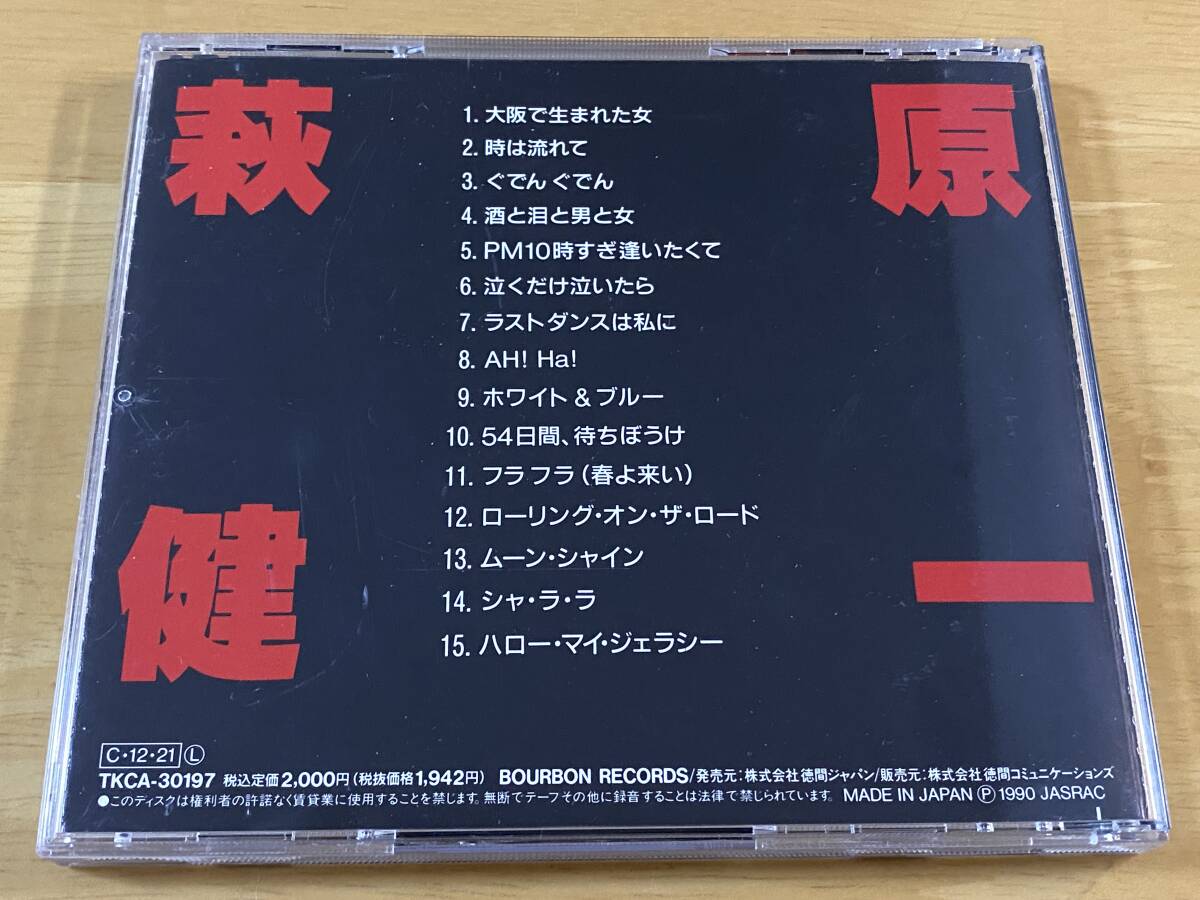 萩 原
1. 大阪で生まれた女
2. 時は流れて
3. ぐでん ぐでん
4. 酒と泪と男と女
5. PM10時すぎ逢いたくて
6. 泣くだけ泣いたら
7. ラストダンスは私に
8. AH! Ha!
9. ホワイト & ブルー
10. 54日間、待ちぼうけ
11. フラ フラ (春よ来い)
12. ローリング・オン・ザ・ロード
13. ムーン・シャイン
14. シャ・ラ・ラ
15. ハロー・マイ・ジェラシー
健 一
C・12・21 Ⓛ
TKCA-30197 税込定価2,000円(税抜価格1,942円) BOURBON RECORDS/発売元:株式会社徳間ジャパン/販売元:株式会社徳間コミュニケーションズ
●このディスクは権利者の許諾なく賃貸業に使用することを禁じます。無断でテープその他に録音することは法律で禁じられています。 MADE IN JAPAN Ⓟ 1990 JASRAC